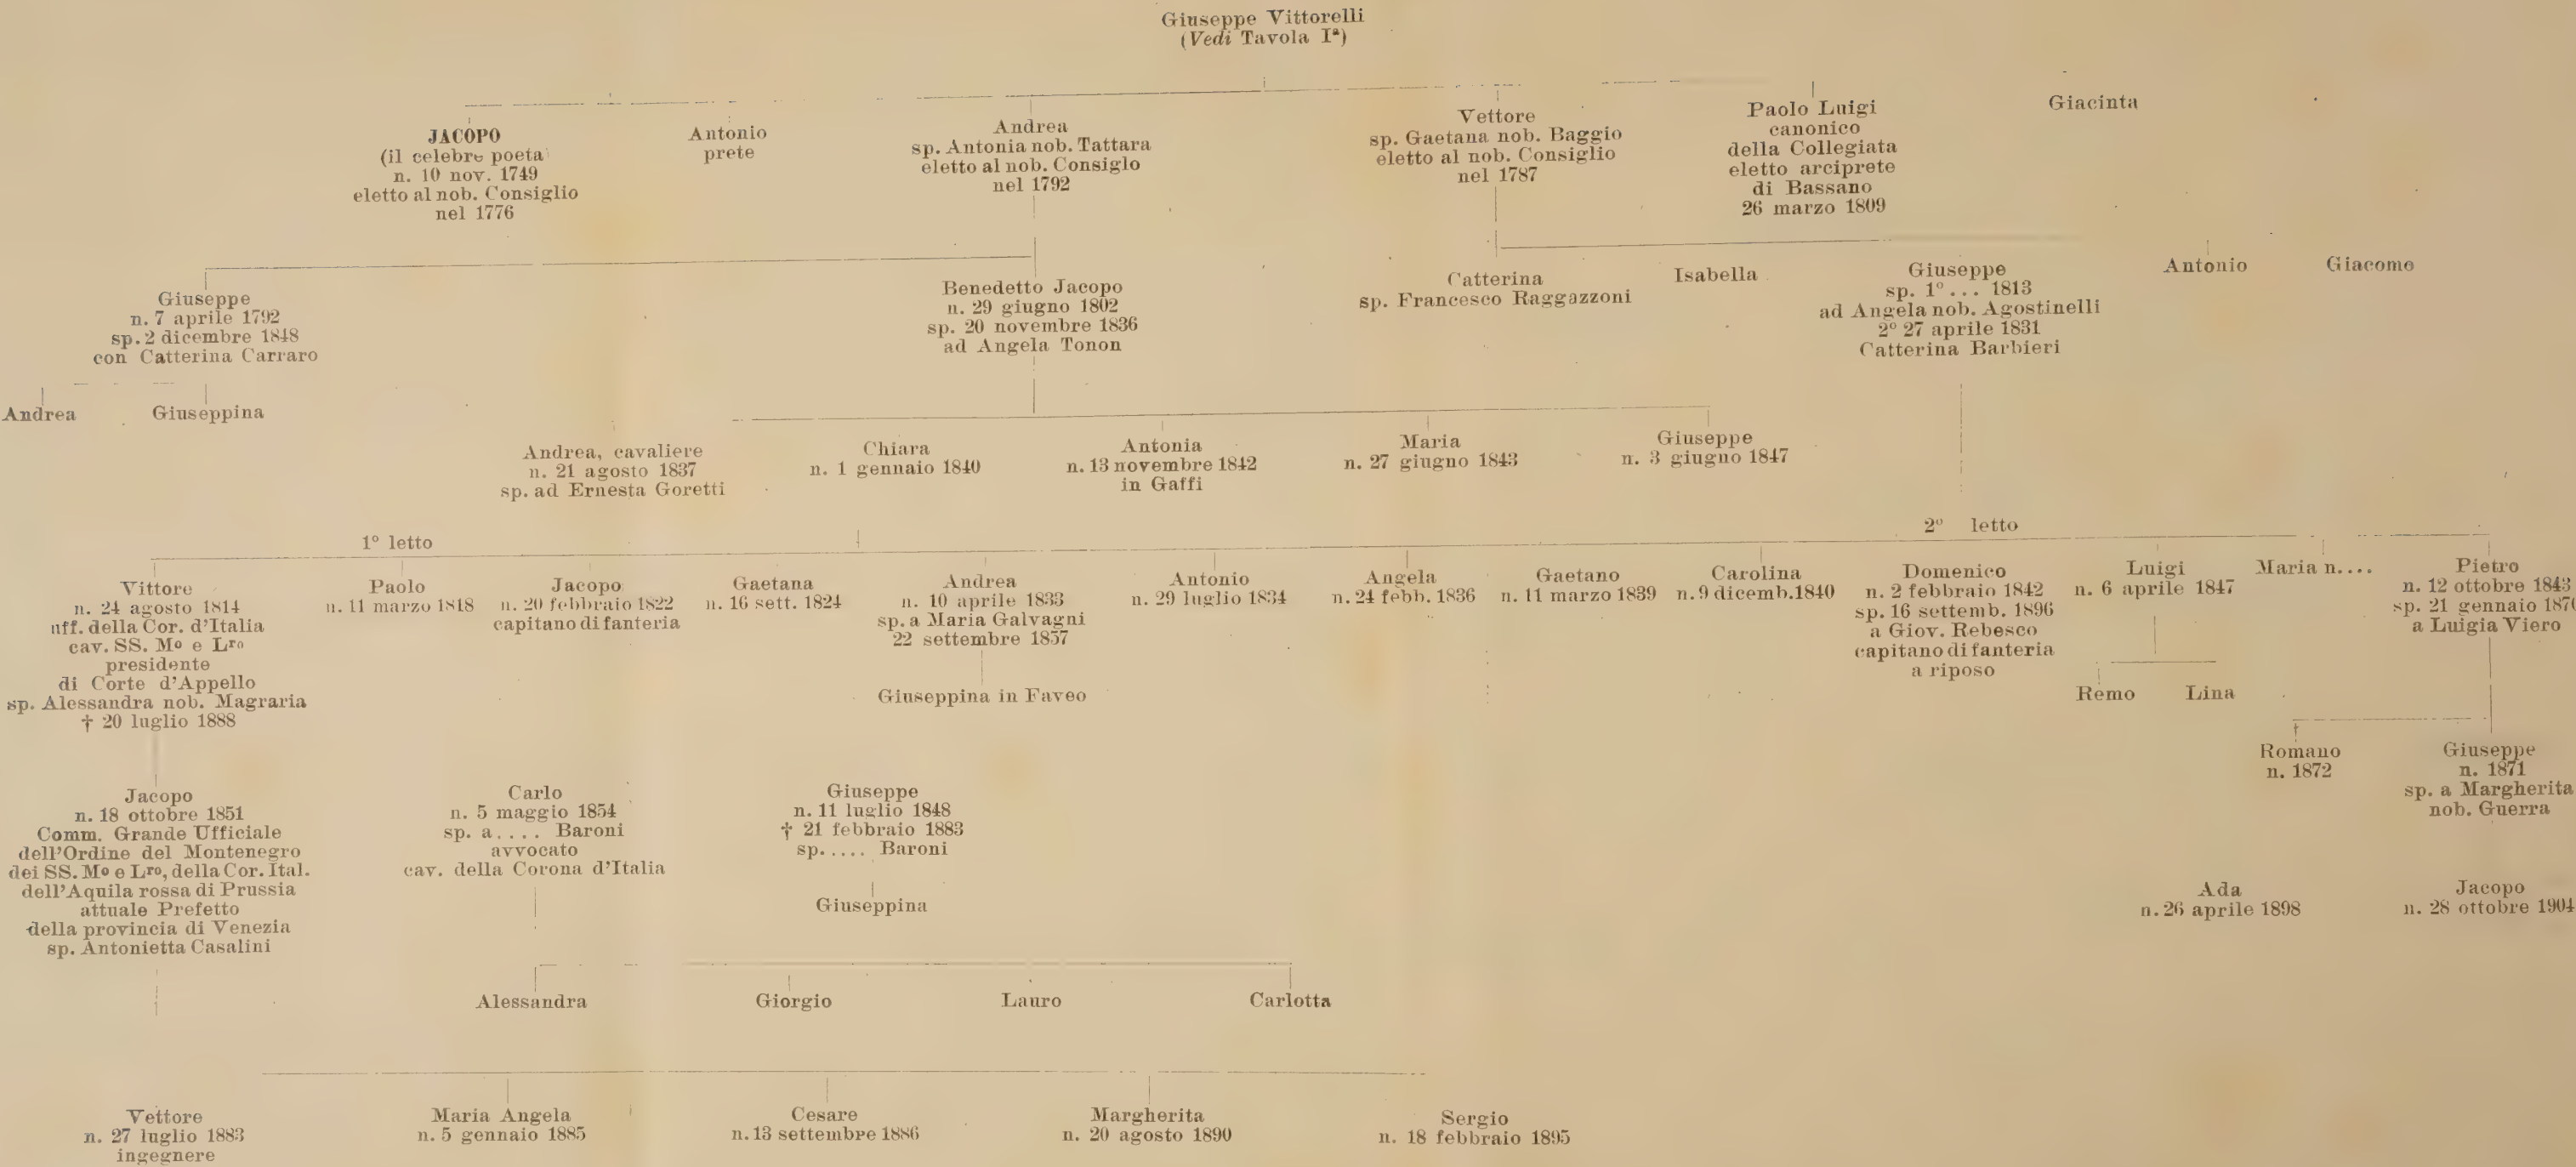 Giuseppe Vittorelli
(Vedi Tavola Iª)
JACOPO
(il celebre poeta
n. 10 nov. 1749
eletto al nob. Consiglio
nel 1776
Antonio
prete
Andrea
sp. Antonia nob. Tattara
eletto al nob. Consiglo
nel 1792
Vettore
sp. Gaetana nob. Baggio
eletto al nob. Consiglio
nel 1787
Paolo Luigi
canonico
della Collegiata
eletto arciprete
di Bassano
26 marzo 1809
Giacinta
Giuseppe
n. 7 aprile 1792
sp. 2 dicembre 1848
con Catterina Carraro
Benedetto Jacopo
n. 29 giugno 1802
sp. 20 novembre 1836
ad Angela Tonon
Catterina
sp. Francesco Raggazzoni
Isabella
Giuseppe
sp. 1º ... 1813
ad Angela nob. Agostinelli
2º 27 aprile 1831
Catterina Barbieri
Antonio
Giacomo
Andrea
Giuseppina
Andrea, cavaliere
n. 21 agosto 1837
sp. ad Ernesta Goretti
Chiara
n. 1 gennaio 1840
Antonia
n. 13 novembre 1842
in Gaffi
Maria
n. 27 giugno 1843
Giuseppe
n. 3 giugno 1847
1º letto
2º letto
Vittore
n. 24 agosto 1814
uff. della Cor. d'Italia
cav. SS. Mº e Lʳº
presidente
di Corte d'Appello
sp. Alessandra nob. Magraria
† 20 luglio 1888
Paolo
n. 11 marzo 1818
Jacopo
n. 20 febbraio 1822
capitano di fanteria
Gaetana
n. 16 sett. 1824
Andrea
n. 10 aprile 1833
sp. a Maria Galvagni
22 settembre 1857
Giuseppina in Faveo
Antonio
n. 29 luglio 1834
Angela
n. 24 febb. 1836
Gaetano
n. 11 marzo 1839
Carolina
n. 9 dicemb. 1840
Domenico
n. 2 febbraio 1842
sp. 16 settemb. 1896
a Giov. Rebesco
capitano di fanteria
a riposo
Luigi
n. 6 aprile 1847
Maria n....
Pietro
n. 12 ottobre 1843
sp. 21 gennaio 1870
a Luigia Viero
Remo
Lina
Romano
n. 1872
Giuseppe
n. 1871
sp. a Margherita
nob. Guerra
Jacopo
n. 18 ottobre 1851
Comm. Grande Ufficiale
dell'Ordine del Montenegro
dei SS. Mº e Lʳº, della Cor. Ital.
dell'Aquila rossa di Prussia
attuale Prefetto
della provincia di Venezia
sp. Antonietta Casalini
Carlo
n. 5 maggio 1854
sp. a.... Baroni
avvocato
cav. della Corona d'Italia
Giuseppe
n. 11 luglio 1848
† 21 febbraio 1883
sp..... Baroni
Giuseppina
Ada
n. 26 aprile 1898
Jacopo
n. 28 ottobre 1904
Alessandra
Giorgio
Lauro
Carlotta
Vettore
n. 27 luglio 1883
ingegnere
Maria Angela
n. 5 gennaio 1885
Cesare
n. 13 settembre 1886
Margherita
n. 20 agosto 1890
Sergio
n. 18 febbraio 1895